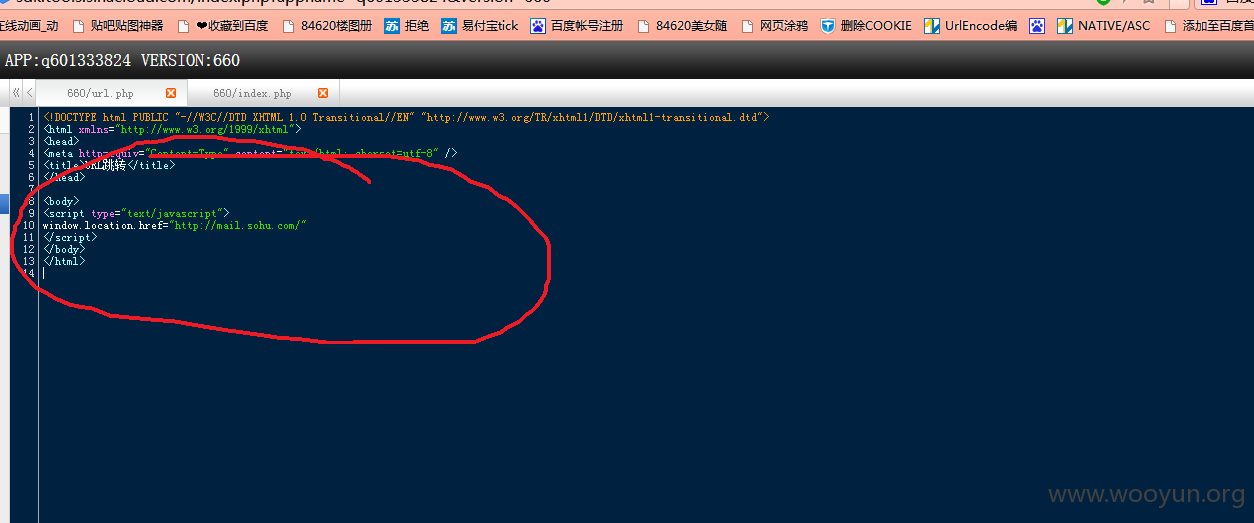 在线动画_动 贴吧贴图神器 ❤收藏到百度 84620楼图册 苏 拒绝 苏 易付宝tick 百度帐号注册 84620美女随 网页涂鸦 删除COOKIE UrlEncode编 NATIVE/ASC 添加至百度首
APP:q601333824 VERSION:660
« < 660/url.php 660/index.php
1 <!DOCTYPE html PUBLIC "-//W3C//DTD XHTML 1.0 Transitional//EN" "http://www.w3.org/TR/xhtml1/DTD/xhtml1-transitional.dtd">
2 <html xmlns="http://www.w3.org/1999/xhtml">
3 <head>
4 <meta http-equiv="Content-Type" content="text/html; charset=utf-8" />
5 <title>URL跳转</title>
6 </head>
7
8 <body>
9 <script type="text/javascript">
10 window.location.href="http://mail.sohu.com/"
11 </script>
12 </body>
13 </html>
14
www.wooyun.org